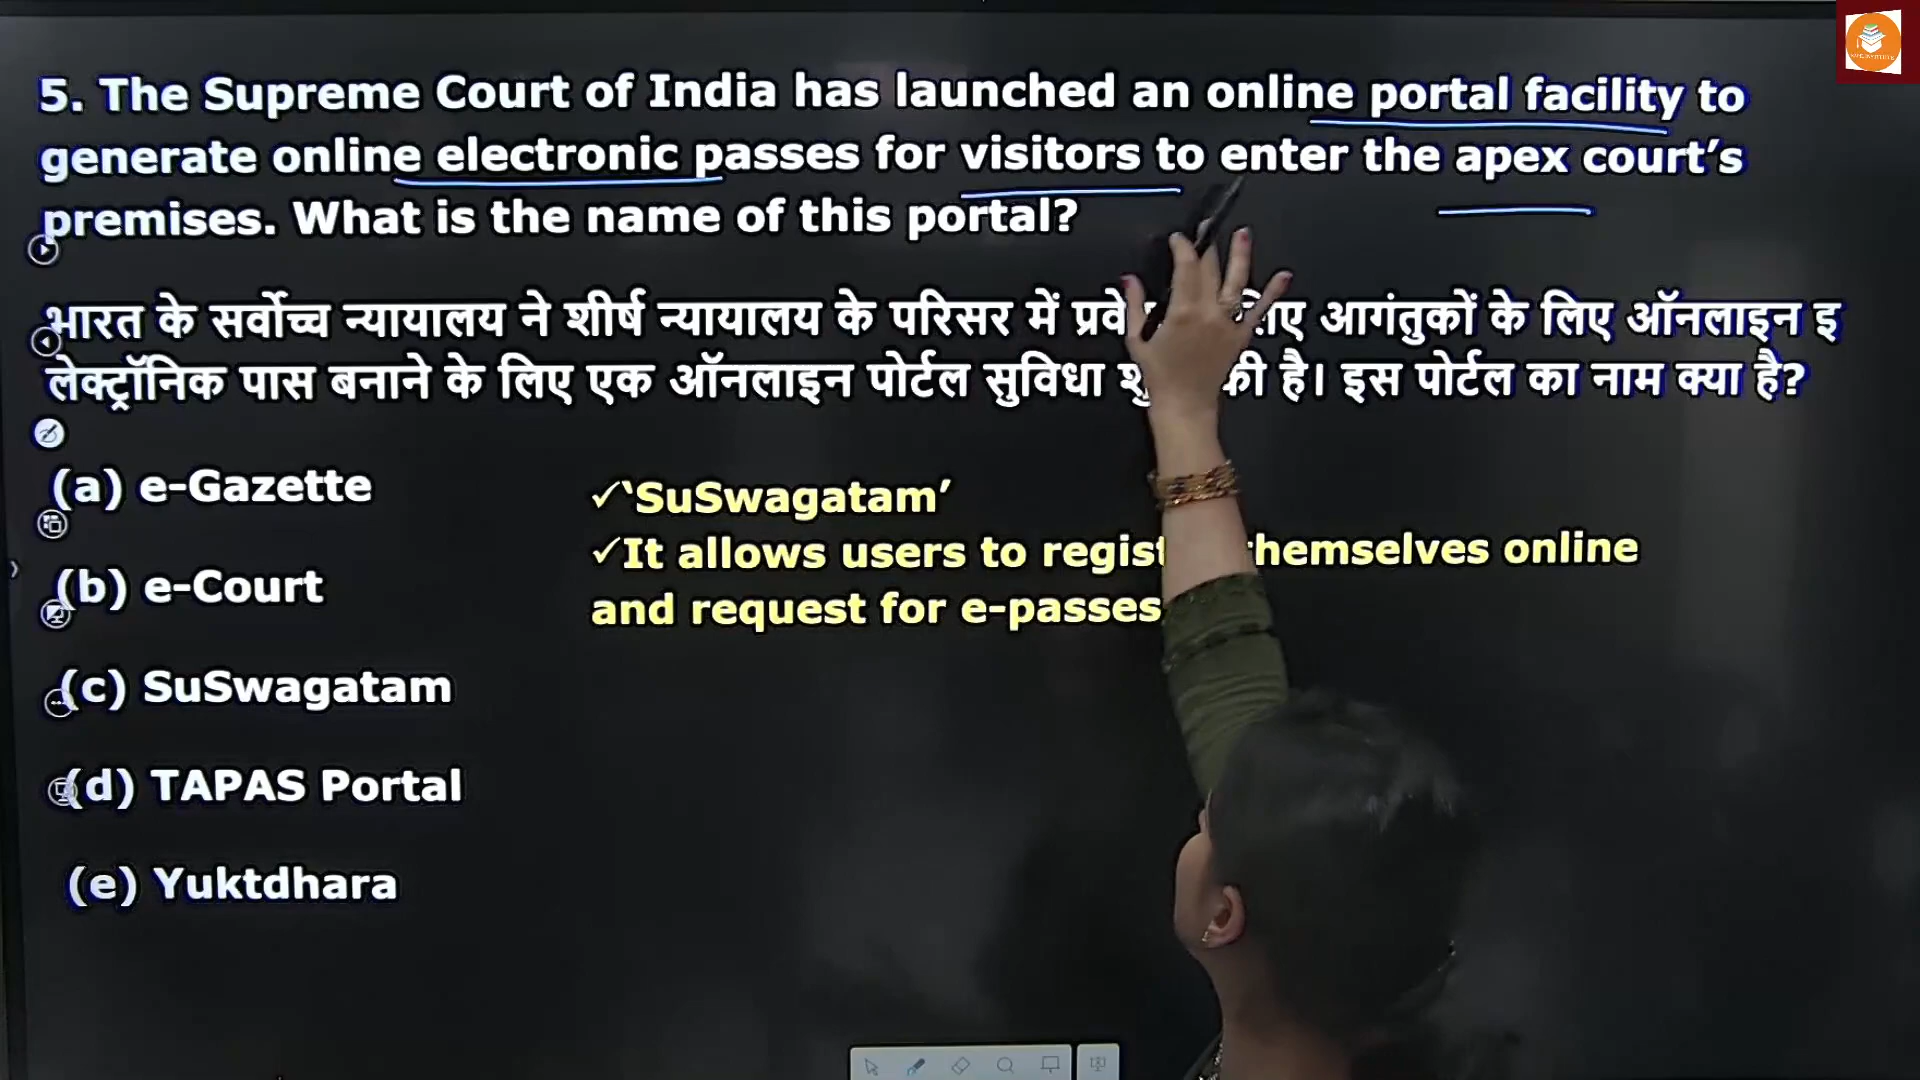 5. The Supreme Court of India has launched an online portal facility to
generate online electronic passes for visitors to enter the apex court’s
premises. What is the name of this portal?
भारत के सर्वोच्च न्यायालय ने शीर्ष न्यायालय के परिसर में आगंतुकों के लिए ऑनलाइन इ
लेक्ट्रॉनिक पास बनाने के लिए एक ऑनलाइन पोर्टल सुविधा की है। इस पोर्टल का नाम क्या है?
(a) e-Gazette
(b) e-Court
(c) SuSwagatam
(d) TAPAS Portal
(e) Yuktdhara
✓‘SuSwagatam’
✓It allows users to themselves online
and request for e-passes